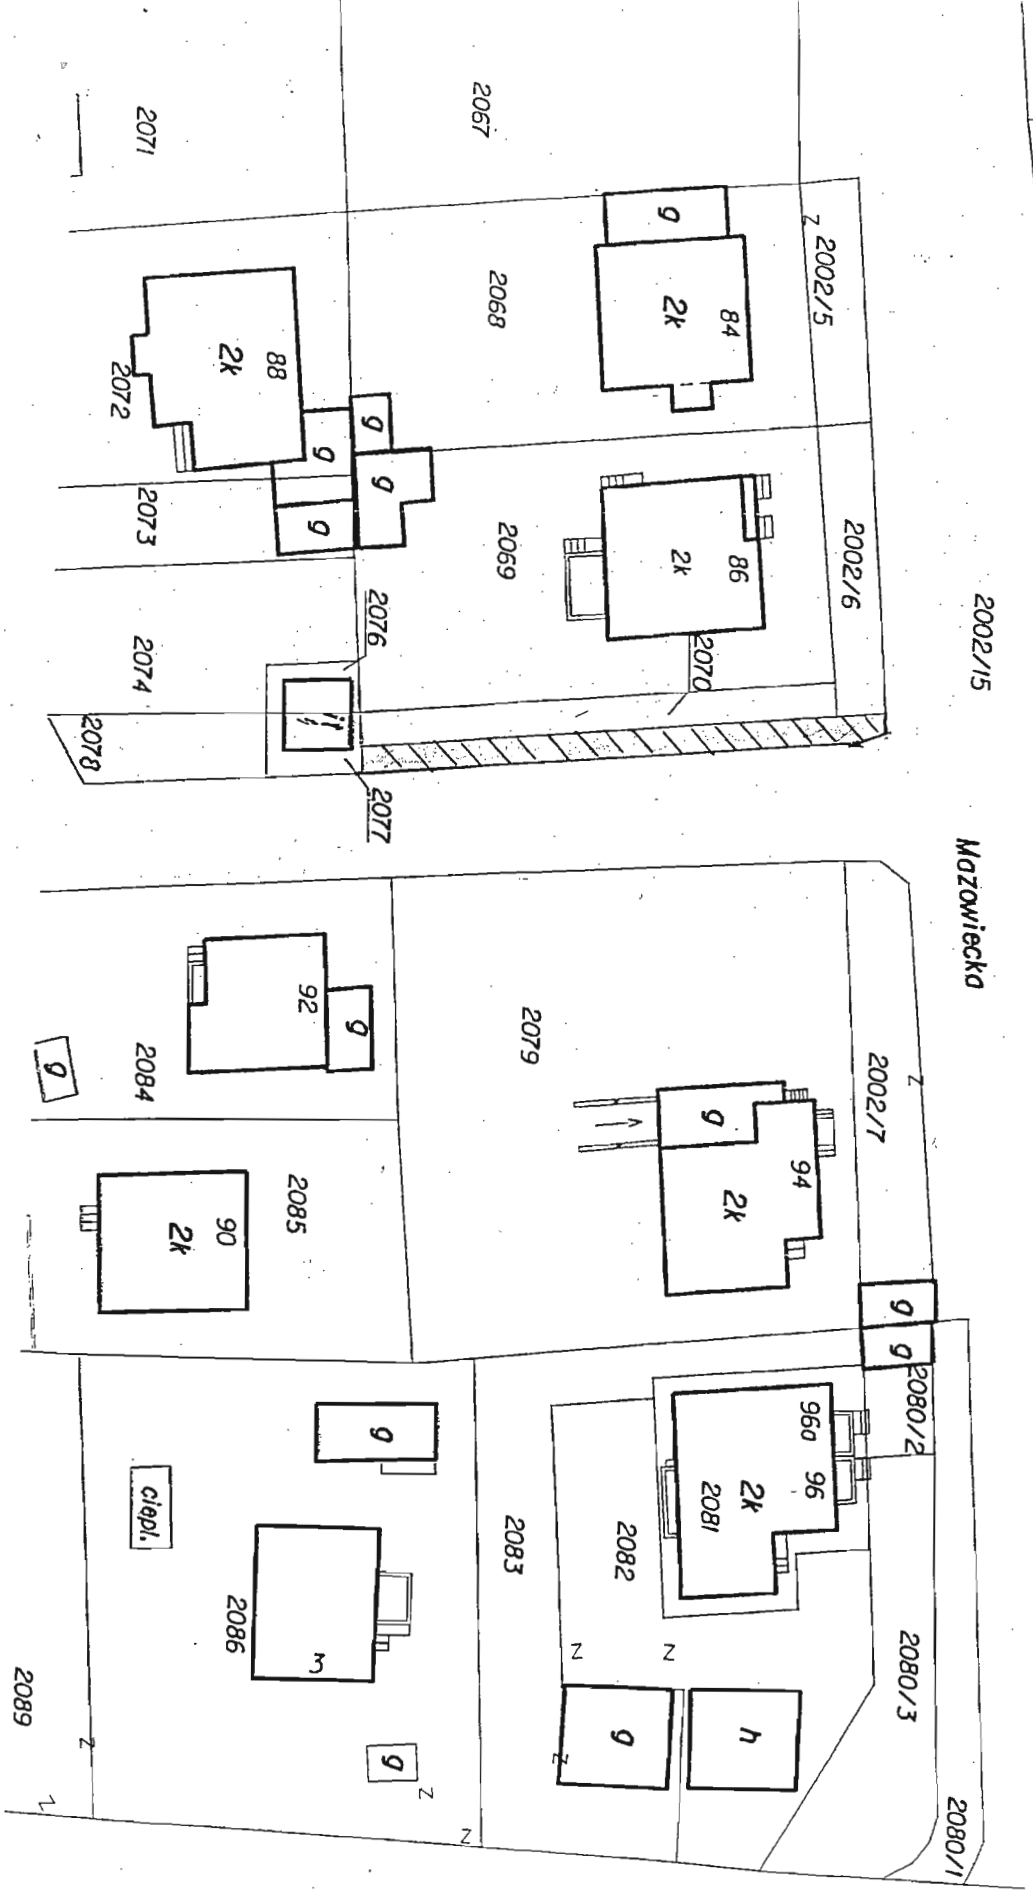 2071
2067
2002/5
z
g
84
2k
2068
88
2k
2072
g
g
g
g
2073
2069
86
2k
2002/6
2002/15
2070
2076
2074
2078
2077
Mazowiecka
92
g
2084
g
2079
2002/7
z
g
94
2k
2085
90
2k
g
g
2080/2
96a
96
2k
2081
2082
2083
g
ciepl.
2086
3
g
z
z
z
z
g
h
z
2080/3
2080/1
2089
z
z